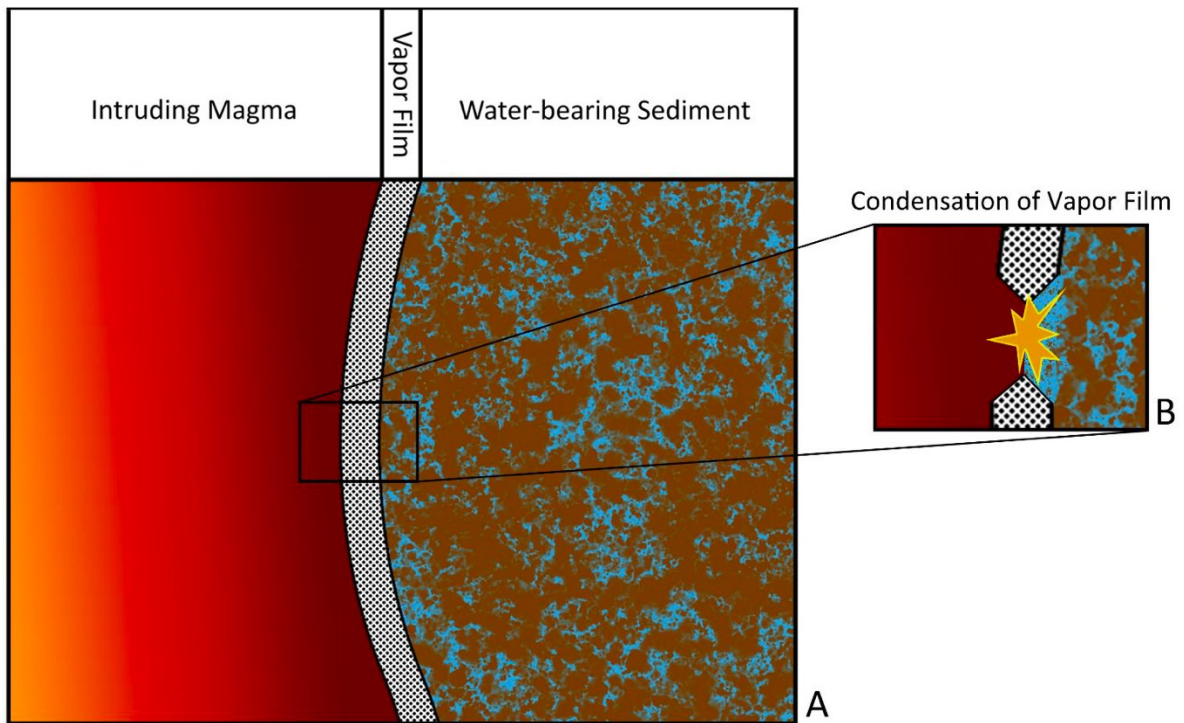 Intruding Magma
Vapor Film
Water-bearing Sediment
Condensation of Vapor Film
B
A